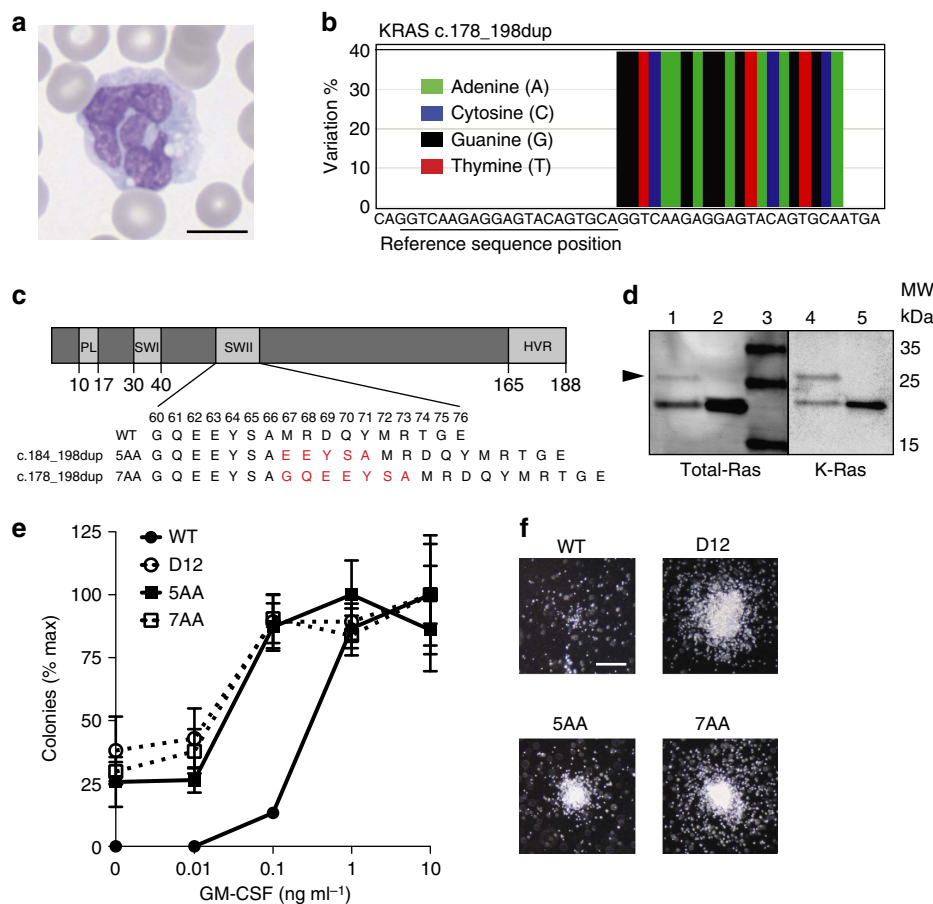 a
b
KRAS c.178_198dup
Variation %
40
30
20
10
0
Adenine (A)
Cytosine (C)
Guanine (G)
Thymine (T)
CAGGTCAAGAGGAGTACAGTGCAGGTCAAGAGGAGTACAGTGCAATGA
Reference sequence position
c
PL
SWI
SWII
HVR
10 17 30 40 165 188
60 61 62 63 64 65 66 67 68 69 70 71 72 73 74 75 76
WT G Q E E Y S A M R D Q Y M R T G E
c.184_198dup 5AA G Q E E Y S A E E Y S A M R D Q Y M R T G E
c.178_198dup 7AA G Q E E Y S A G Q E E Y S A M R D Q Y M R T G E
d
MW
kDa
1 2 3 4 5
35
25
15
Total-Ras K-Ras
e
Colonies (% max)
125
100
75
50
25
0
WT
D12
5AA
7AA
0 0.01 0.1 1 10
GM-CSF (ng ml⁻¹)
f
WT D12
5AA 7AA